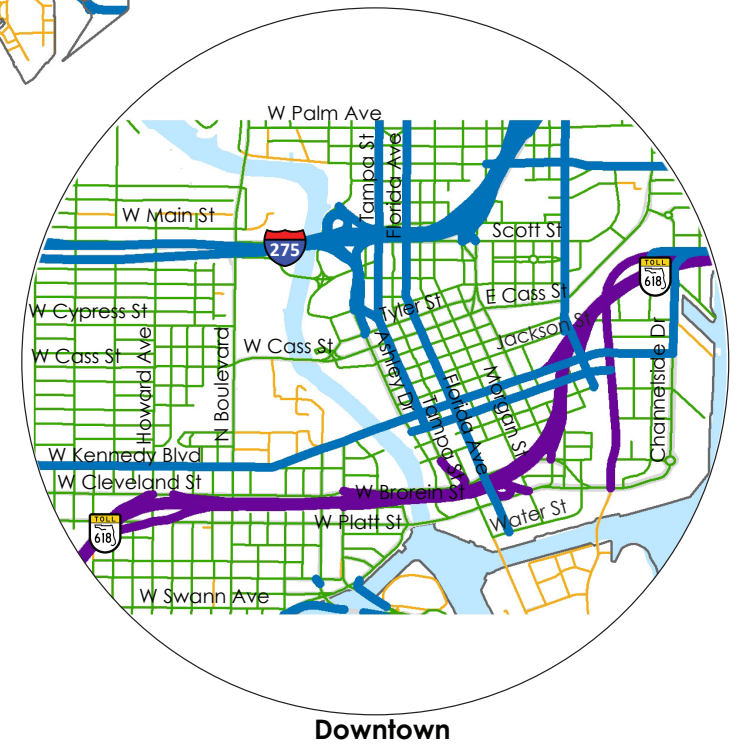 W Palm Ave
Tampa St
Florida Ave
W Main St
Scott St
275
TOLL
618
E Cass St
Tyler St
W Cypress St
Jackson St
W Cass St
W Cass St
Howard Ave
N Boulevard
Ashley Dr
Channelside Dr
Morgan St
Florida Ave
Tampa St
W Kennedy Blvd
W Cleveland St
W Brorein St
W Platt St
Water St
TOLL
618
W Swann Ave
Downtown